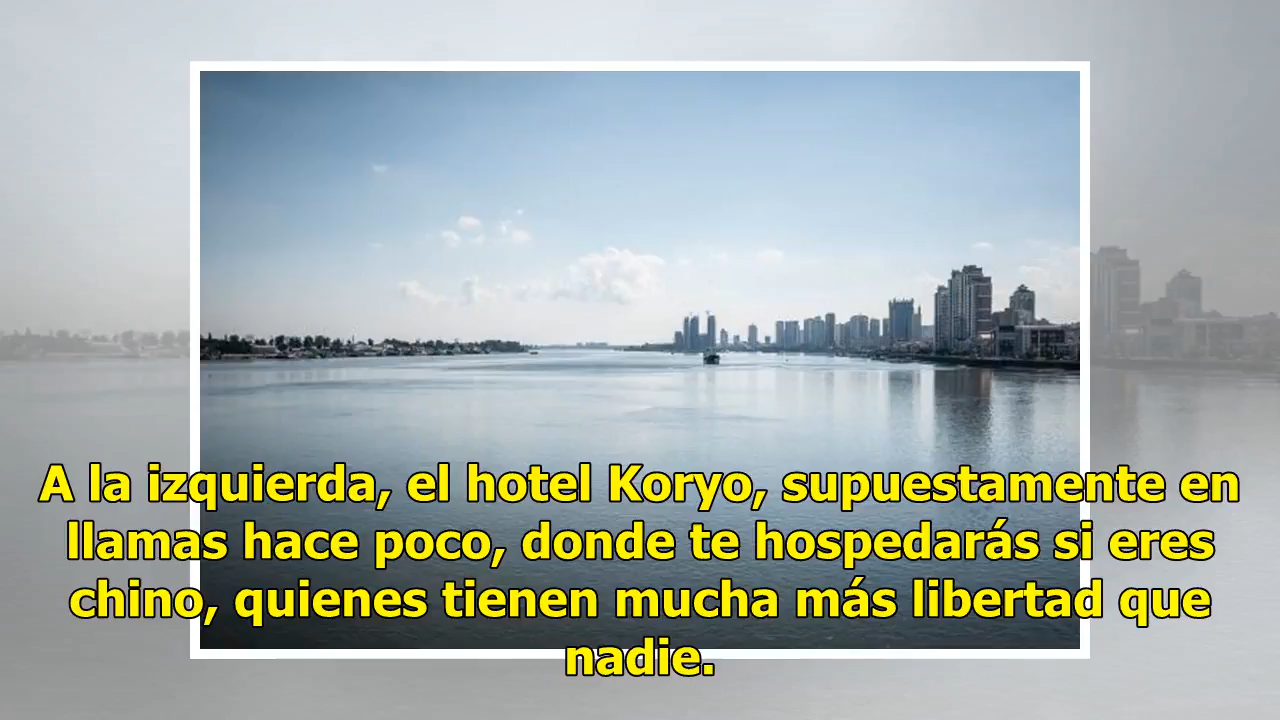 A la izquierda, el hotel Koryo, supuestamente en
llamas hace poco, donde te hospedarás si eres
chino, quienes tienen mucha más libertad que
nadie.